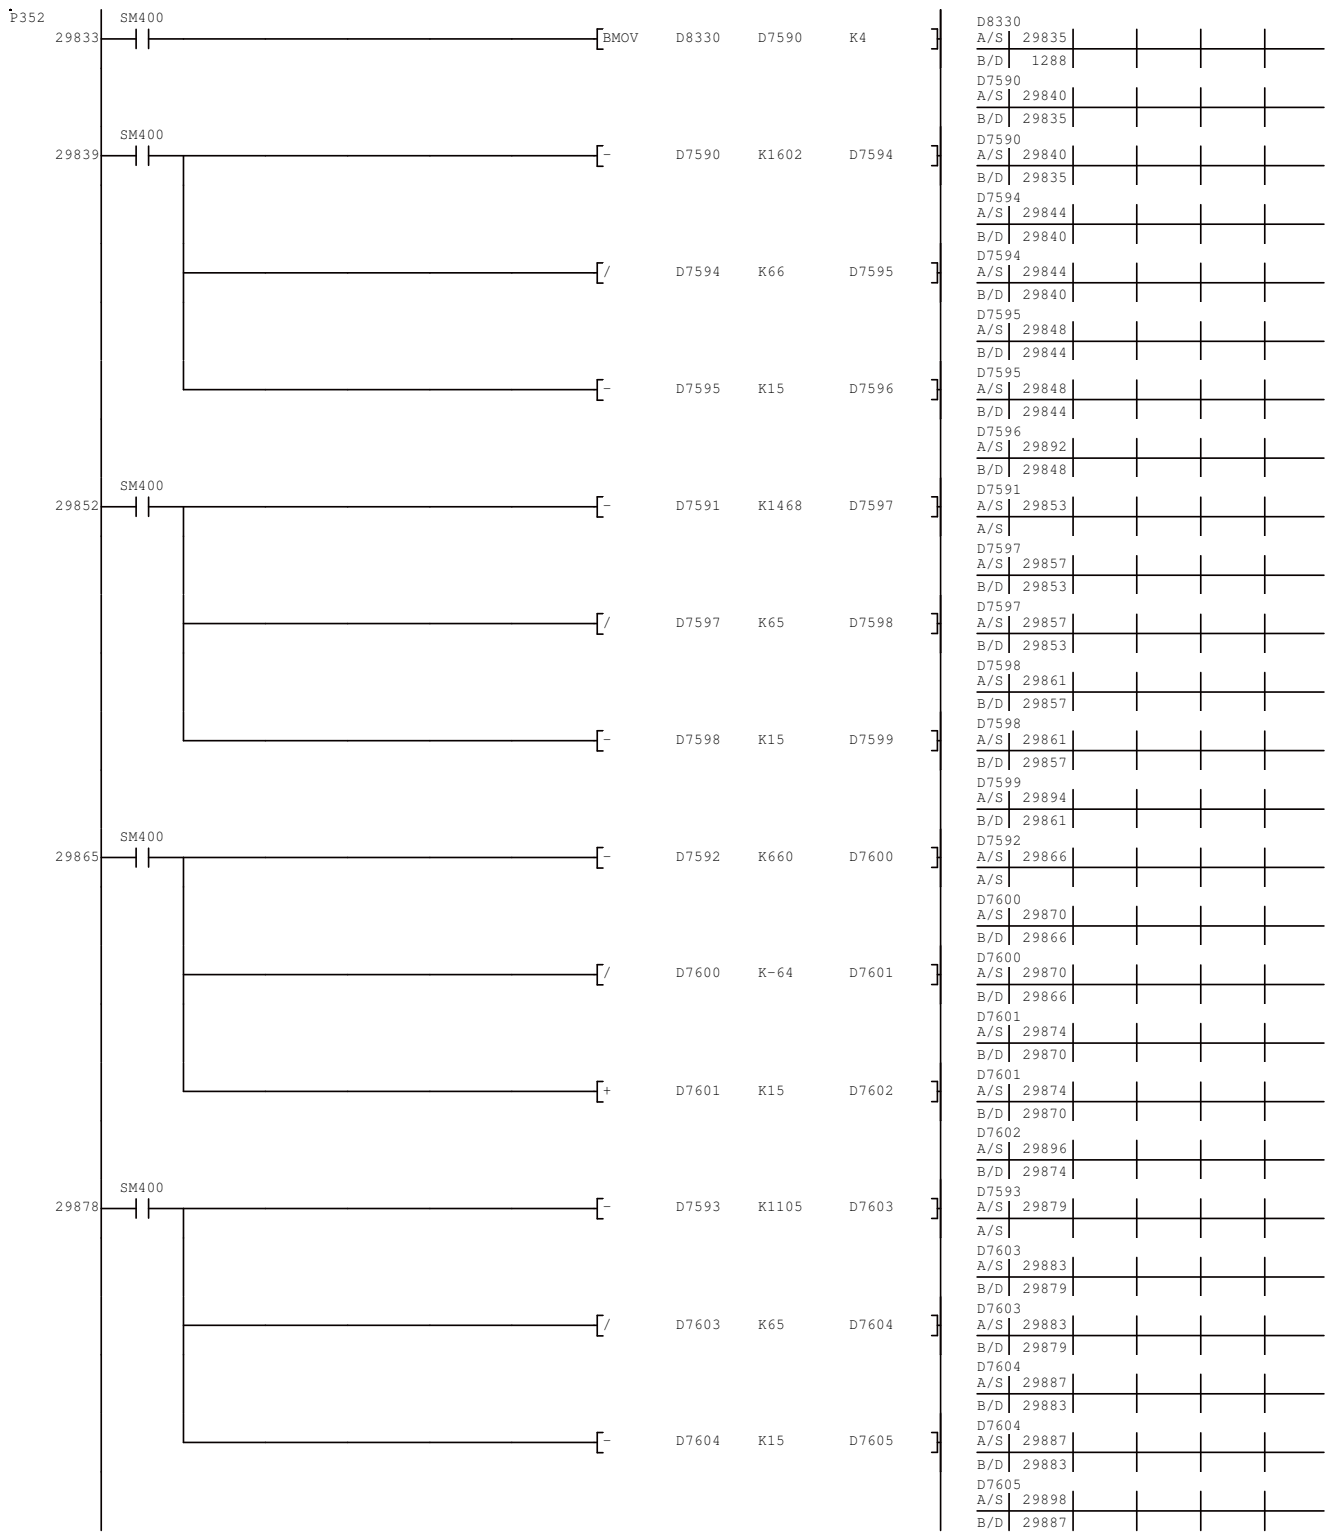 P352
SM400
29833 BMOV D8330 D7590 K4
D8330
A/S 29835
B/D 1288
D7590
A/S 29840
B/D 29835
SM400
29839 - D7590 K1602 D7594
D7590
A/S 29840
B/D 29835
D7594
A/S 29844
B/D 29840
/ D7594 K66 D7595
D7594
A/S 29844
B/D 29840
D7595
A/S 29848
B/D 29844
- D7595 K15 D7596
D7595
A/S 29848
B/D 29844
D7596
A/S 29892
B/D 29848
SM400
29852 - D7591 K1468 D7597
D7591
A/S 29853
A/S
D7597
A/S 29857
B/D 29853
/ D7597 K65 D7598
D7597
A/S 29857
B/D 29853
D7598
A/S 29861
B/D 29857
- D7598 K15 D7599
D7598
A/S 29861
B/D 29857
D7599
A/S 29894
B/D 29861
SM400
29865 - D7592 K660 D7600
D7592
A/S 29866
A/S
D7600
A/S 29870
B/D 29866
/ D7600 K-64 D7601
D7600
A/S 29870
B/D 29866
D7601
A/S 29874
B/D 29870
+ D7601 K15 D7602
D7601
A/S 29874
B/D 29870
D7602
A/S 29896
B/D 29874
SM400
29878 - D7593 K1105 D7603
D7593
A/S 29879
A/S
D7603
A/S 29883
B/D 29879
/ D7603 K65 D7604
D7603
A/S 29883
B/D 29879
D7604
A/S 29887
B/D 29883
- D7604 K15 D7605
D7604
A/S 29887
B/D 29883
D7605
A/S 29898
B/D 29887